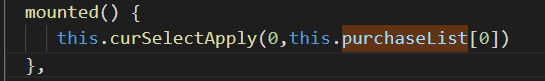 mounted() {
this.curSelectApply(0,this.purchaseList[0])
},